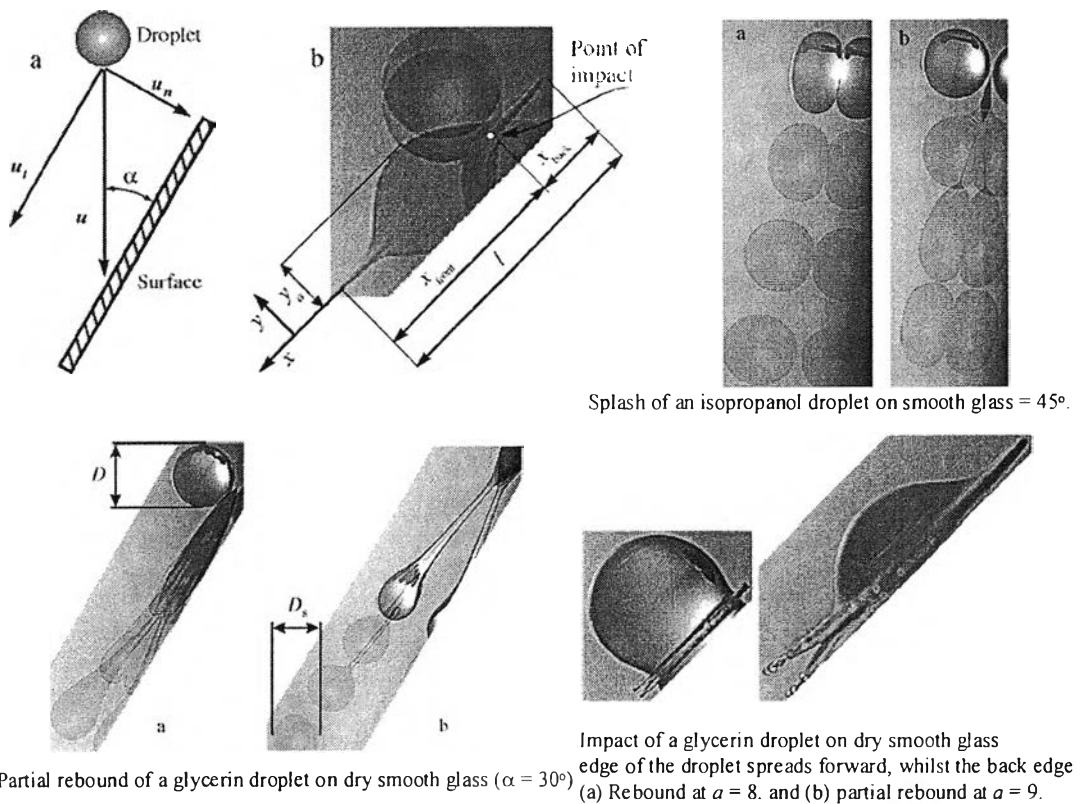 a
Droplet
u_n
u_t
α
u
Surface
b
Point of
impact
x_back
x_front
l
y_a
y
x
a
b
Splash of an isopropanol droplet on smooth glass = 45º.
D
a
D_s
b
Partial rebound of a glycerin droplet on dry smooth glass (α = 30º)
Impact of a glycerin droplet on dry smooth glass
edge of the droplet spreads forward, whilst the back edge
(a) Rebound at a = 8. and (b) partial rebound at a = 9.